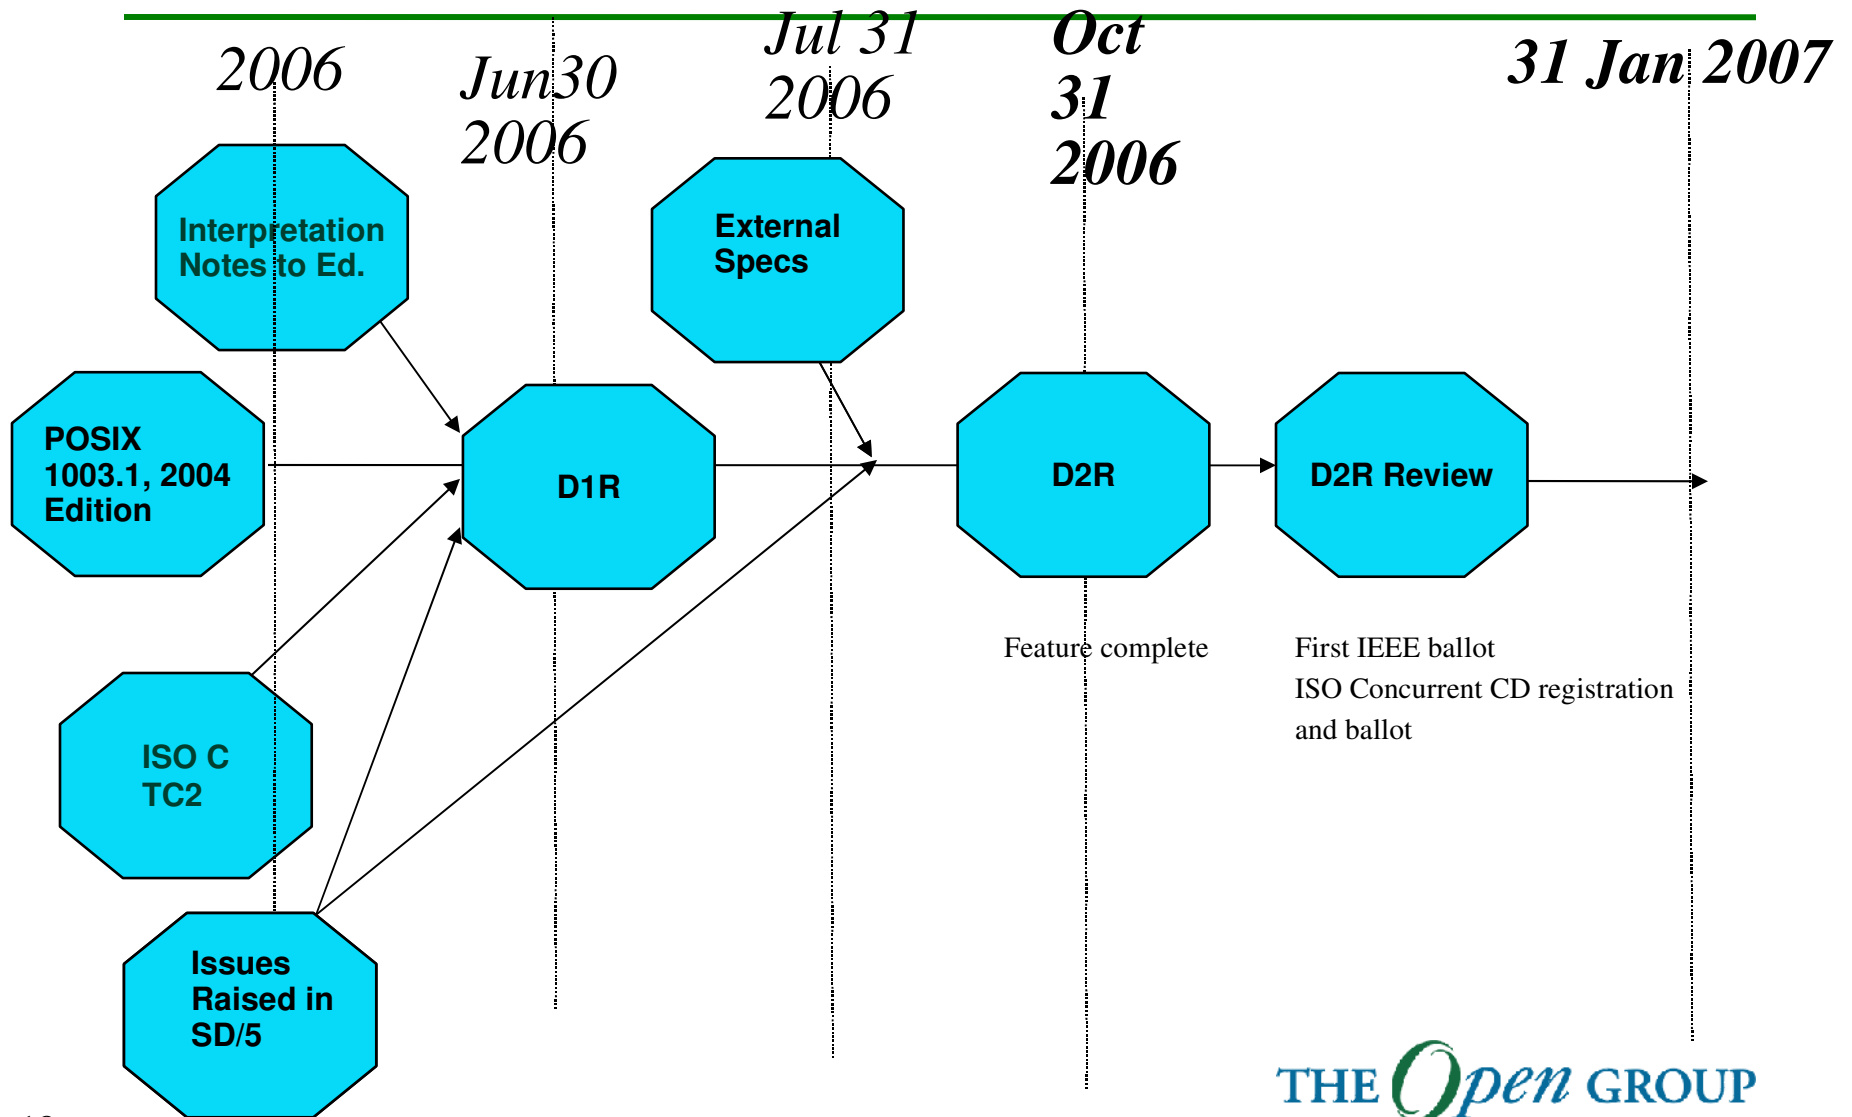 2006
Jun30
2006
Jul 31
2006
Oct
31
2006
31 Jan 2007
Interpretation
Notes to Ed.
External
Specs
POSIX
1003.1, 2004
Edition
D1R
D2R
D2R Review
Feature complete
First IEEE ballot
ISO Concurrent CD registration
and ballot
ISO C
TC2
Issues
Raised in
SD/5
THE Open GROUP